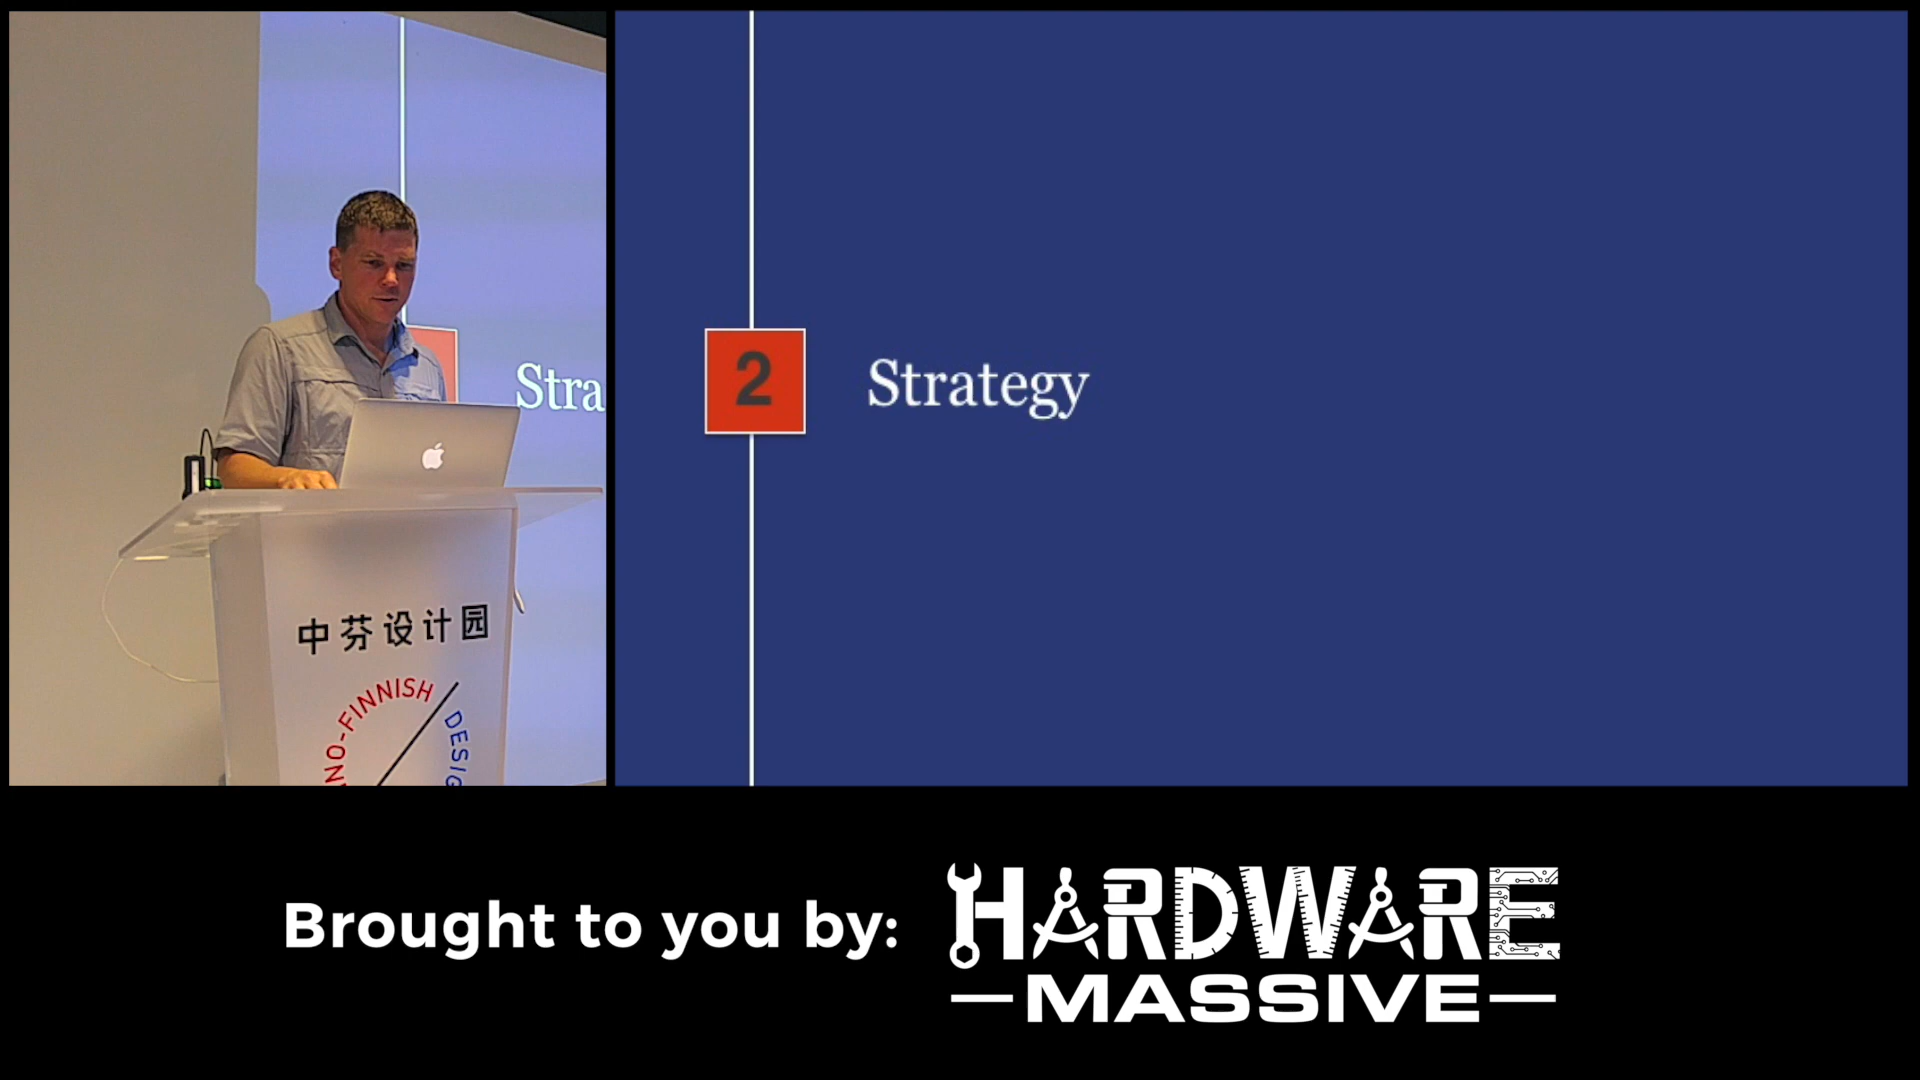 Stra
中芬设计园
NO-FINNISH
DESIG
2
Strategy
Brought to you by:
HARDWARE
MASSIVE